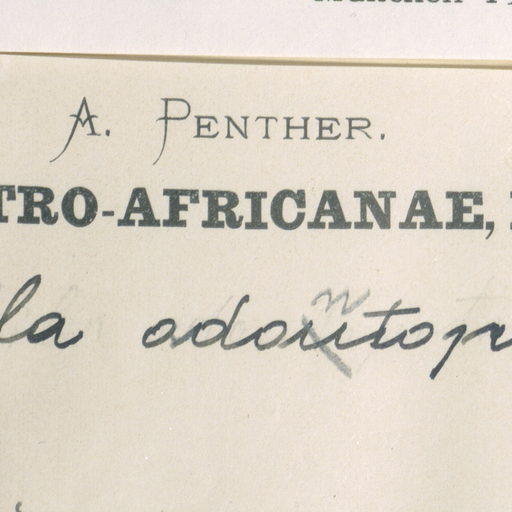 A. PENTHER.
TRO-AFRICANAE,
la odontop